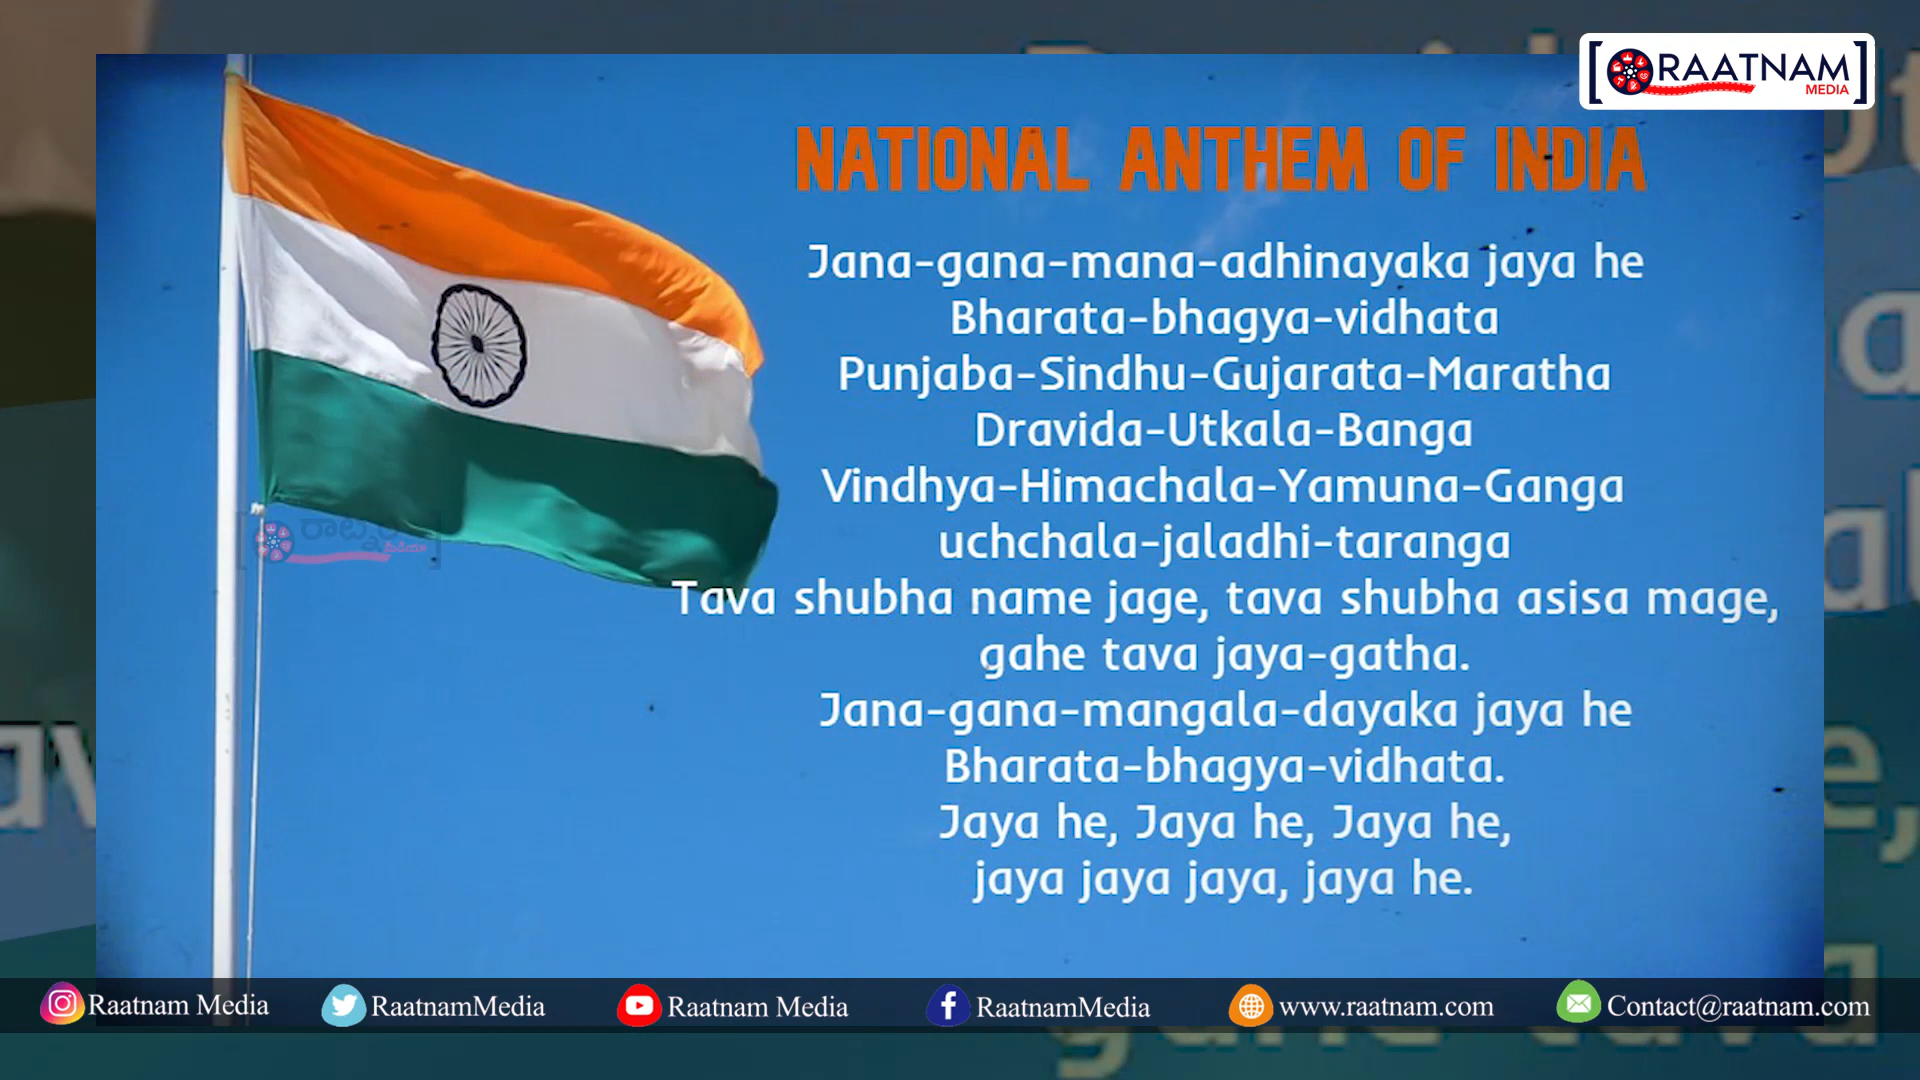 RAATNAM
MEDIA
NATIONAL ANTHEM OF INDIA
Jana-gana-mana-adhinayaka jaya he
Bharata-bhagya-vidhata
Punjaba-Sindhu-Gujarata-Maratha
Dravida-Utkala-Banga
Vindhya-Himachala-Yamuna-Ganga
uchchala-jaladhi-taranga
Tava shubha name jage, tava shubha asisa mage,
gahe tava jaya-gatha.
Jana-gana-mangala-dayaka jaya he
Bharata-bhagya-vidhata.
Jaya he, Jaya he, Jaya he,
jaya jaya jaya, jaya he.
Raatnam Media
RaatnamMedia
Raatnam Media
RaatnamMedia
www.raatnam.com
Contact@raatnam.com